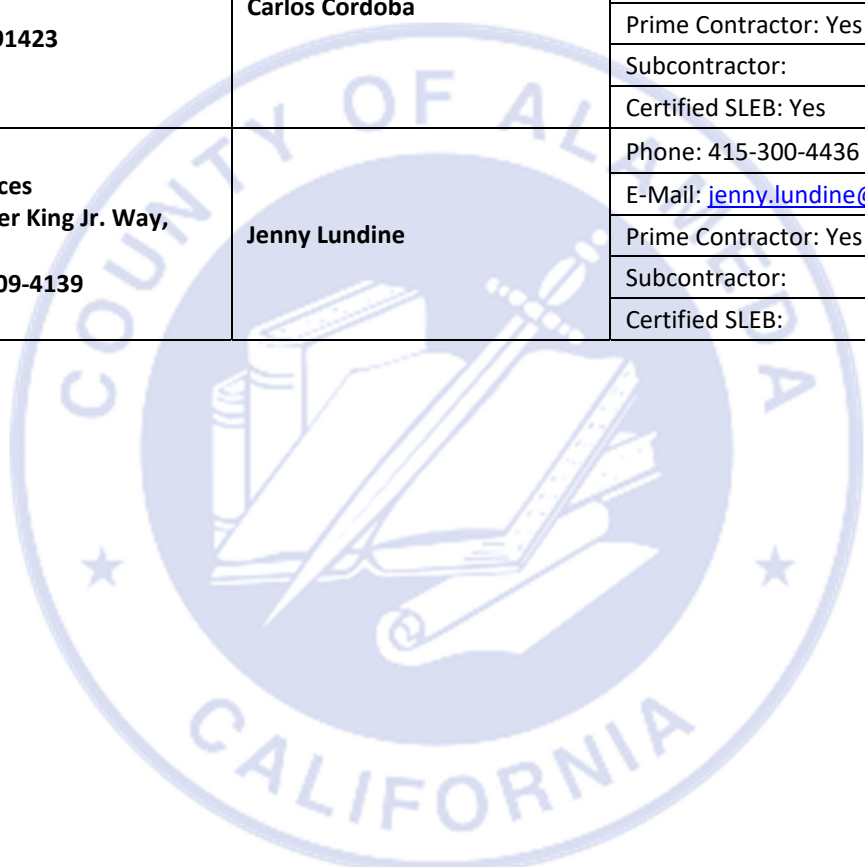 Carlos Cordoba
Prime Contractor: Yes
01423
Subcontractor:
Certified SLEB: Yes
Phone: 415-300-4436
ces
E-Mail: jenny.lundine@
er King Jr. Way,
Jenny Lundine
Prime Contractor: Yes
09-4139
Subcontractor:
Certified SLEB:
COUNTY OF ALAMEDA
CALIFORNIA